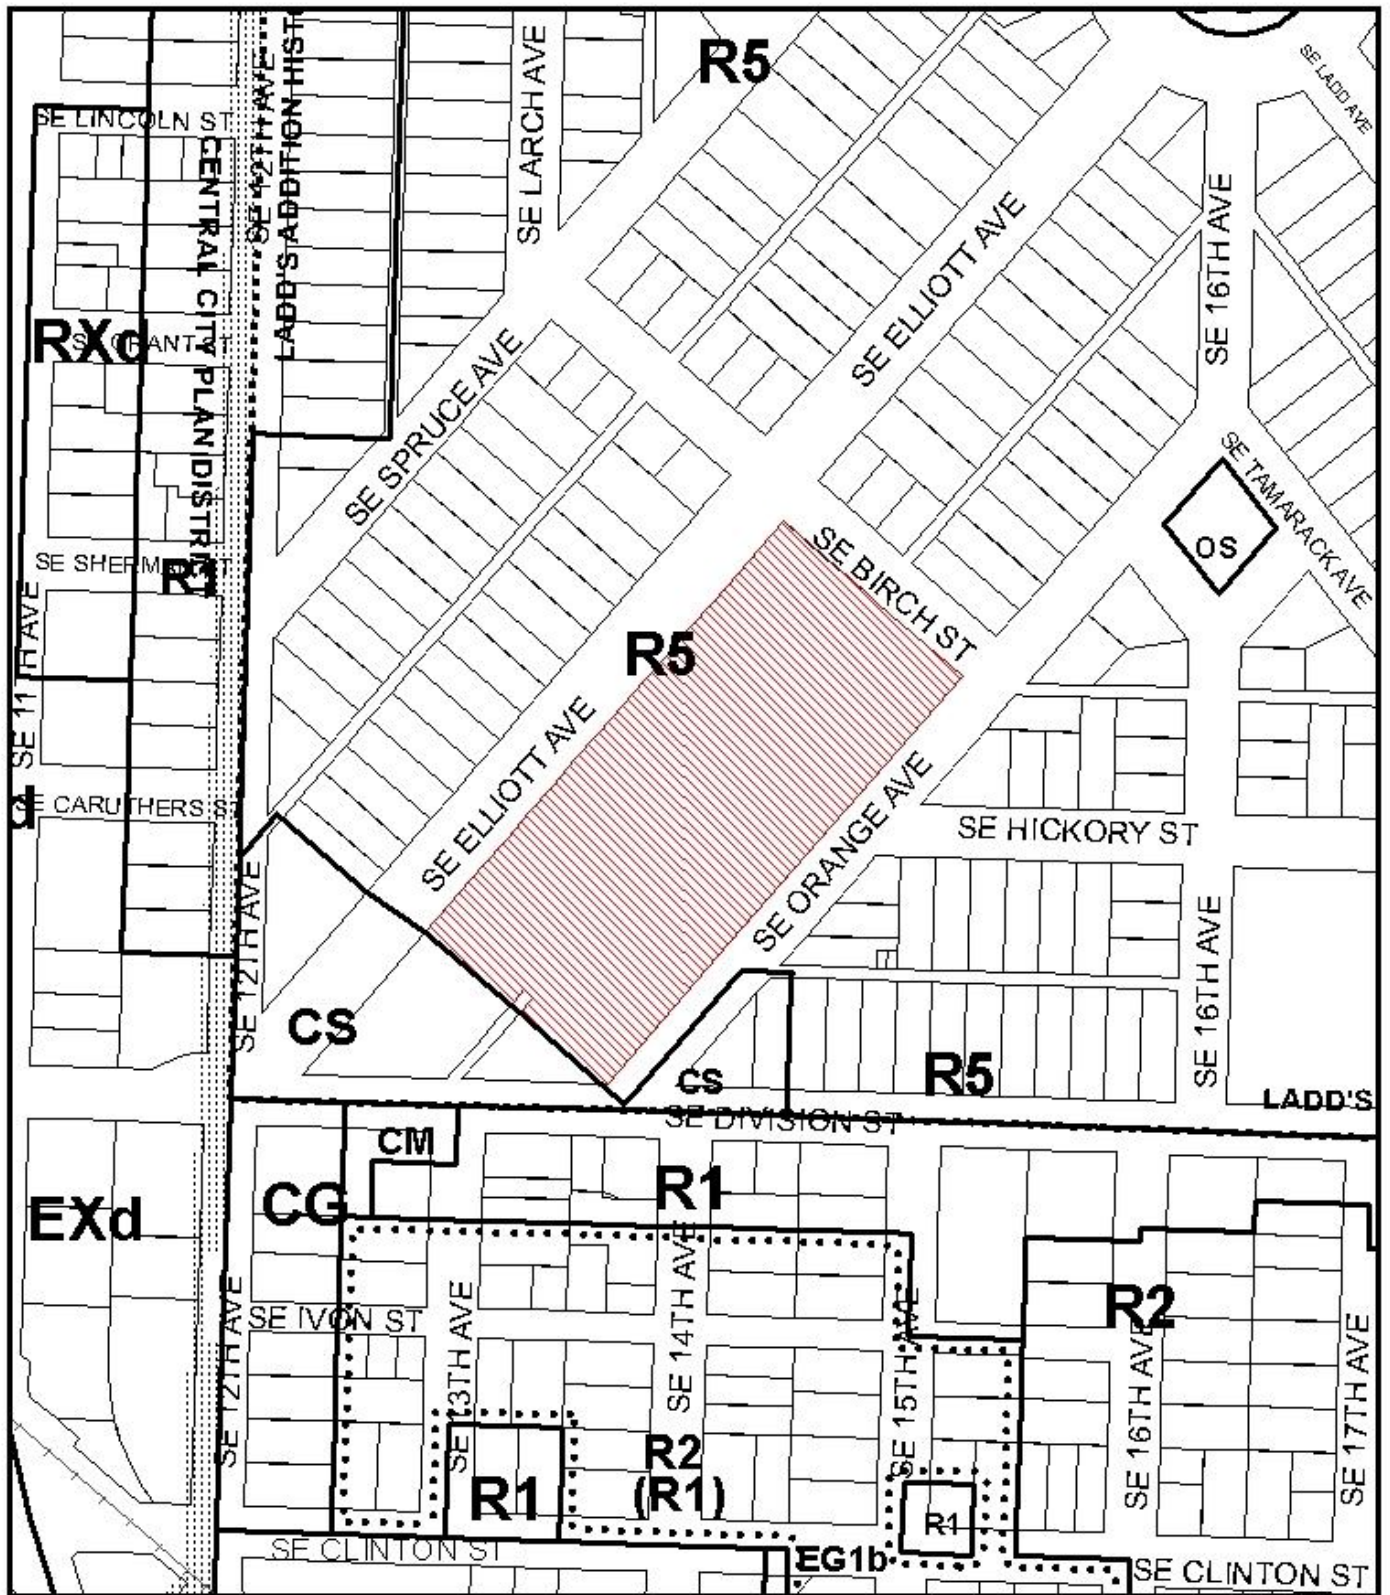 R5
SE LADD AVE
SE LARCH AVE
SE 12TH AVE
LADD'S ADDITION HIST
SE LINCOLN ST
CENTRAL CITY PLAN DISTRI
SE 16TH AVE
SE ELLIOTT AVE
RXd
SE GRANT ST
SE SPRUCE AVE
SE TAMARACK AVE
OS
SE BIRCH ST
SE SHERMAN ST
R1
SE 11TH AVE
R5
SE ELLIOTT AVE
SE ORANGE AVE
d
SE CARUTHERS ST
SE HICKORY ST
SE 12TH AVE
SE 16TH AVE
CS
CS
R5
LADD'S
SE DIVISION ST
CM
CG
R1
EXd
SE 14TH AVE
R2
SE 12TH AVE
SE IVON ST
SE 13TH AVE
SE 15TH AVE
SE 16TH AVE
SE 17TH AVE
R2
(R1)
R1
R1
SE CLINTON ST
EG1b
SE CLINTON ST